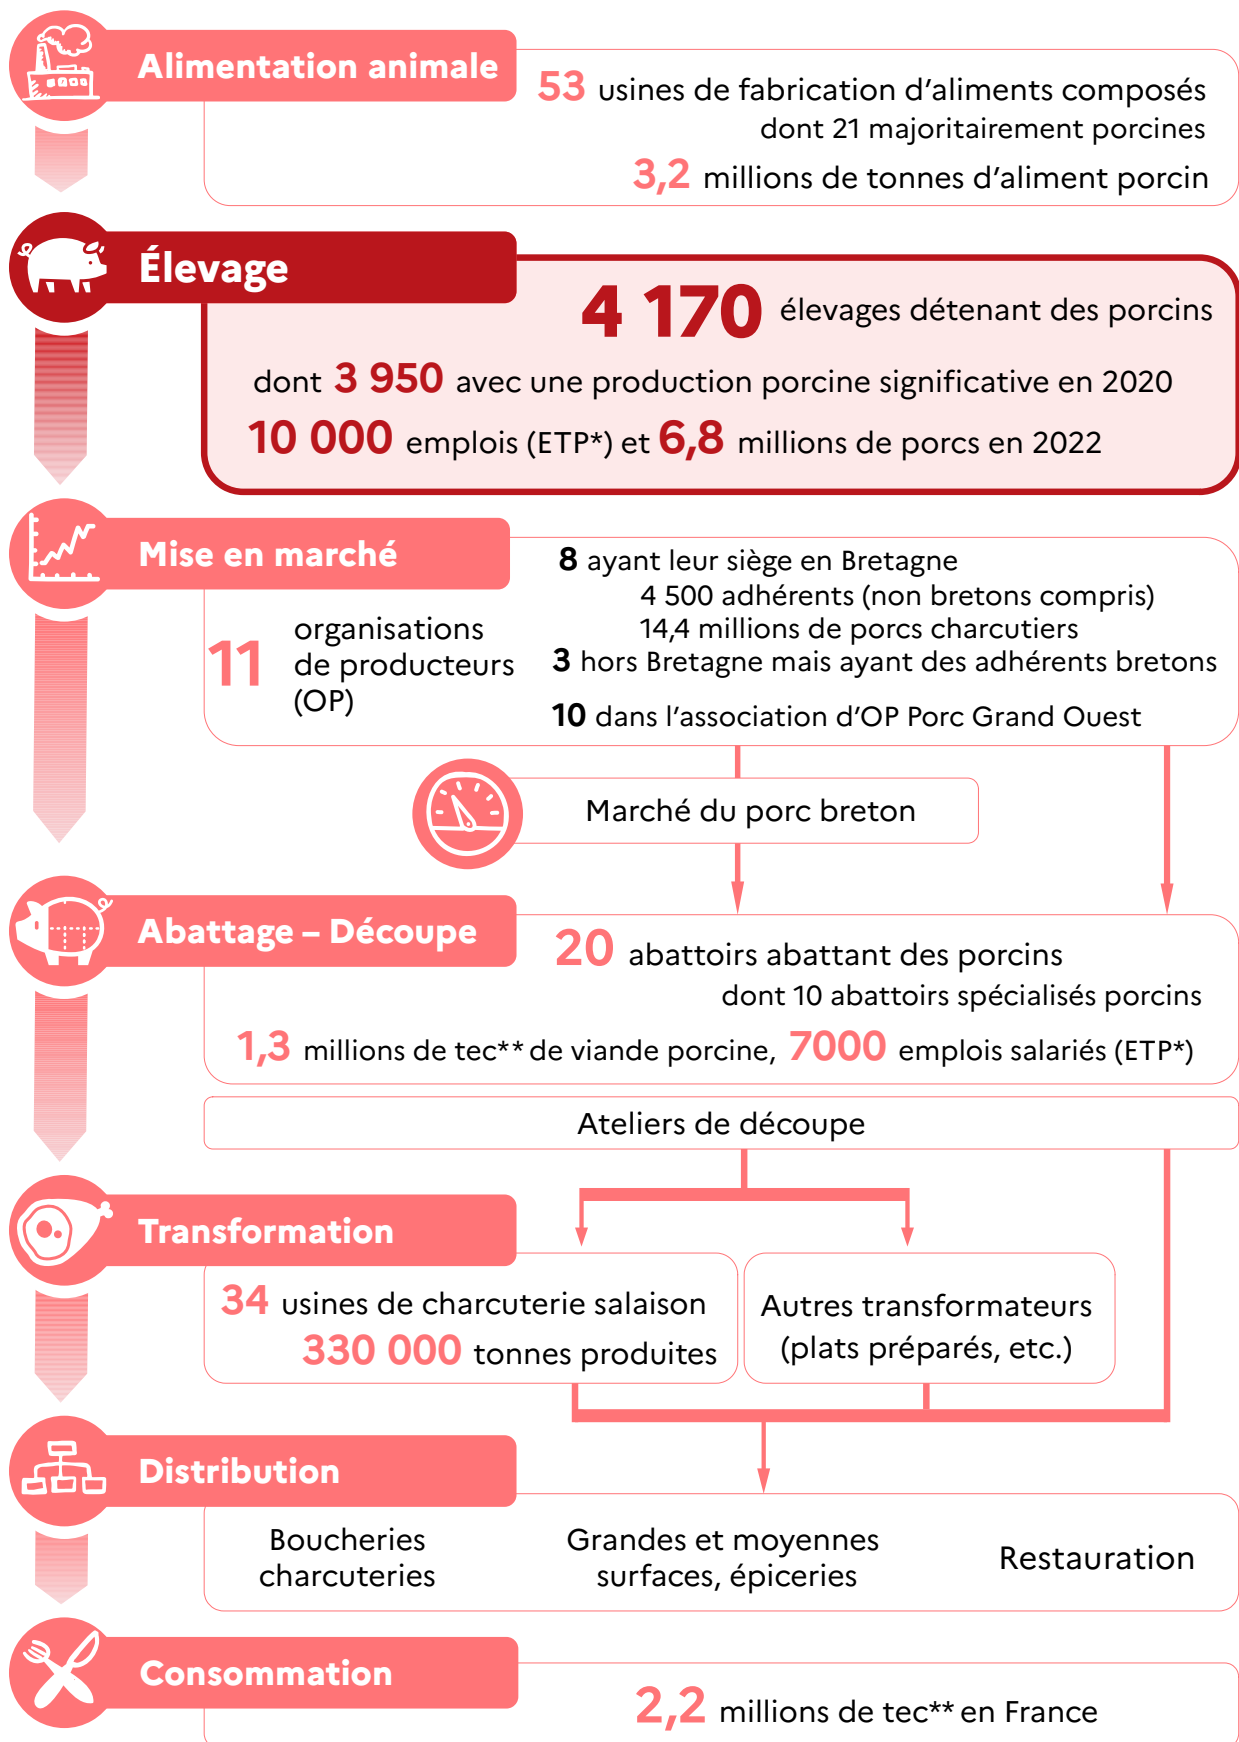 Alimentation animale
53 usines de fabrication d’aliments composés
dont 21 majoritairement porcines
3,2 millions de tonnes d’aliment porcin
Élevage
4 170 élevages détenant des porcins
dont 3 950 avec une production porcine significative en 2020
10 000 emplois (ETP*) et 6,8 millions de porcs en 2022
Mise en marché
11 organisations
de producteurs
(OP)
8 ayant leur siège en Bretagne
4 500 adhérents (non bretons compris)
14,4 millions de porcs charcutiers
3 hors Bretagne mais ayant des adhérents bretons
10 dans l’association d’OP Porc Grand Ouest
Marché du porc breton
Abattage – Découpe
20 abattoirs abattant des porcins
dont 10 abattoirs spécialisés porcins
1,3 millions de tec** de viande porcine, 7000 emplois salariés (ETP*)
Ateliers de découpe
Transformation
34 usines de charcuterie salaison
330 000 tonnes produites
Autres transformateurs
(plats préparés, etc.)
Distribution
Boucheries
charcuteries
Grandes et moyennes
surfaces, épiceries
Restauration
Consommation
2,2 millions de tec** en France